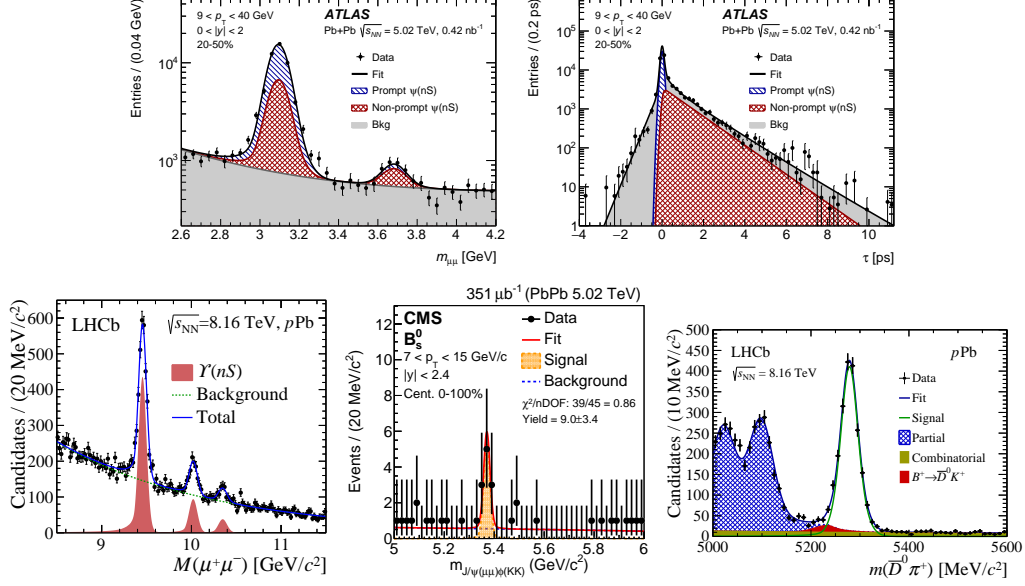 9 < p_T < 40 GeV
0 < |y| < 2
20-50%
ATLAS
Pb+Pb √s_NN = 5.02 TeV, 0.42 nb⁻¹
Data
Fit
Prompt ψ(nS)
Non-prompt ψ(nS)
Bkg
Entries / (0.04 GeV)
10⁴
10³
2.6 2.8 3 3.2 3.4 3.6 3.8 4 4.2
m_μμ [GeV]
9 < p_T < 40 GeV
0 < |y| < 2
20-50%
ATLAS
Pb+Pb √s_NN = 5.02 TeV, 0.42 nb⁻¹
Data
Fit
Prompt ψ(nS)
Non-prompt ψ(nS)
Bkg
Entries / (0.2 ps)
10⁵
10⁴
10³
10²
10
1
−4 −2 0 2 4 6 8 10
τ [ps]
LHCb
√s_NN=8.16 TeV, pPb
ϒ(nS)
Background
Total
Candidates / (20 MeV/c²)
600
500
400
300
200
100
0
9 10 11
M(μ⁺μ⁻) [GeV/c²]
351 μb⁻¹ (PbPb 5.02 TeV)
CMS
B⁰_s
7 < p_T < 15 GeV/c
|y| < 2.4
Cent. 0-100%
Data
Fit
Signal
Background
χ²/nDOF: 39/45 = 0.86
Yield = 9.0±3.4
Events / (20 MeV/c²)
12
10
8
6
4
2
0
5 5.2 5.4 5.6 5.8 6
m_J/ψ(μμ)φ(KK) (GeV/c²)
LHCb
√s_NN = 8.16 TeV
pPb
Data
Fit
Signal
Partial
Combinatorial
B⁺→D̅⁰K⁺
Candidates / (10 MeV/c²)
500
450
400
350
300
250
200
150
100
50
0
5000 5200 5400 5600
m(D̅⁰π⁺) [MeV/c²]